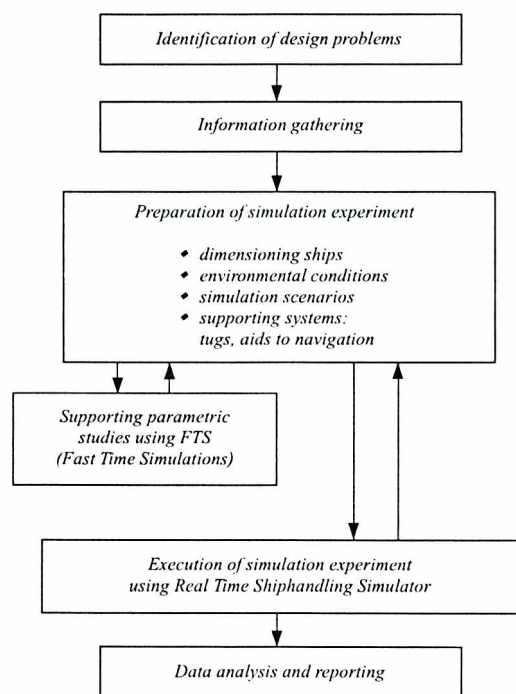 Identification of design problems
Information gathering
Preparation of simulation experiment
◆ dimensioning ships
◆ environmental conditions
◆ simulation scenarios
◆ supporting systems:
tugs, aids to navigation
Supporting parametric
studies using FTS
(Fast Time Simulations)
Execution of simulation experiment
using Real Time Shiphandling Simulator
Data analysis and reporting